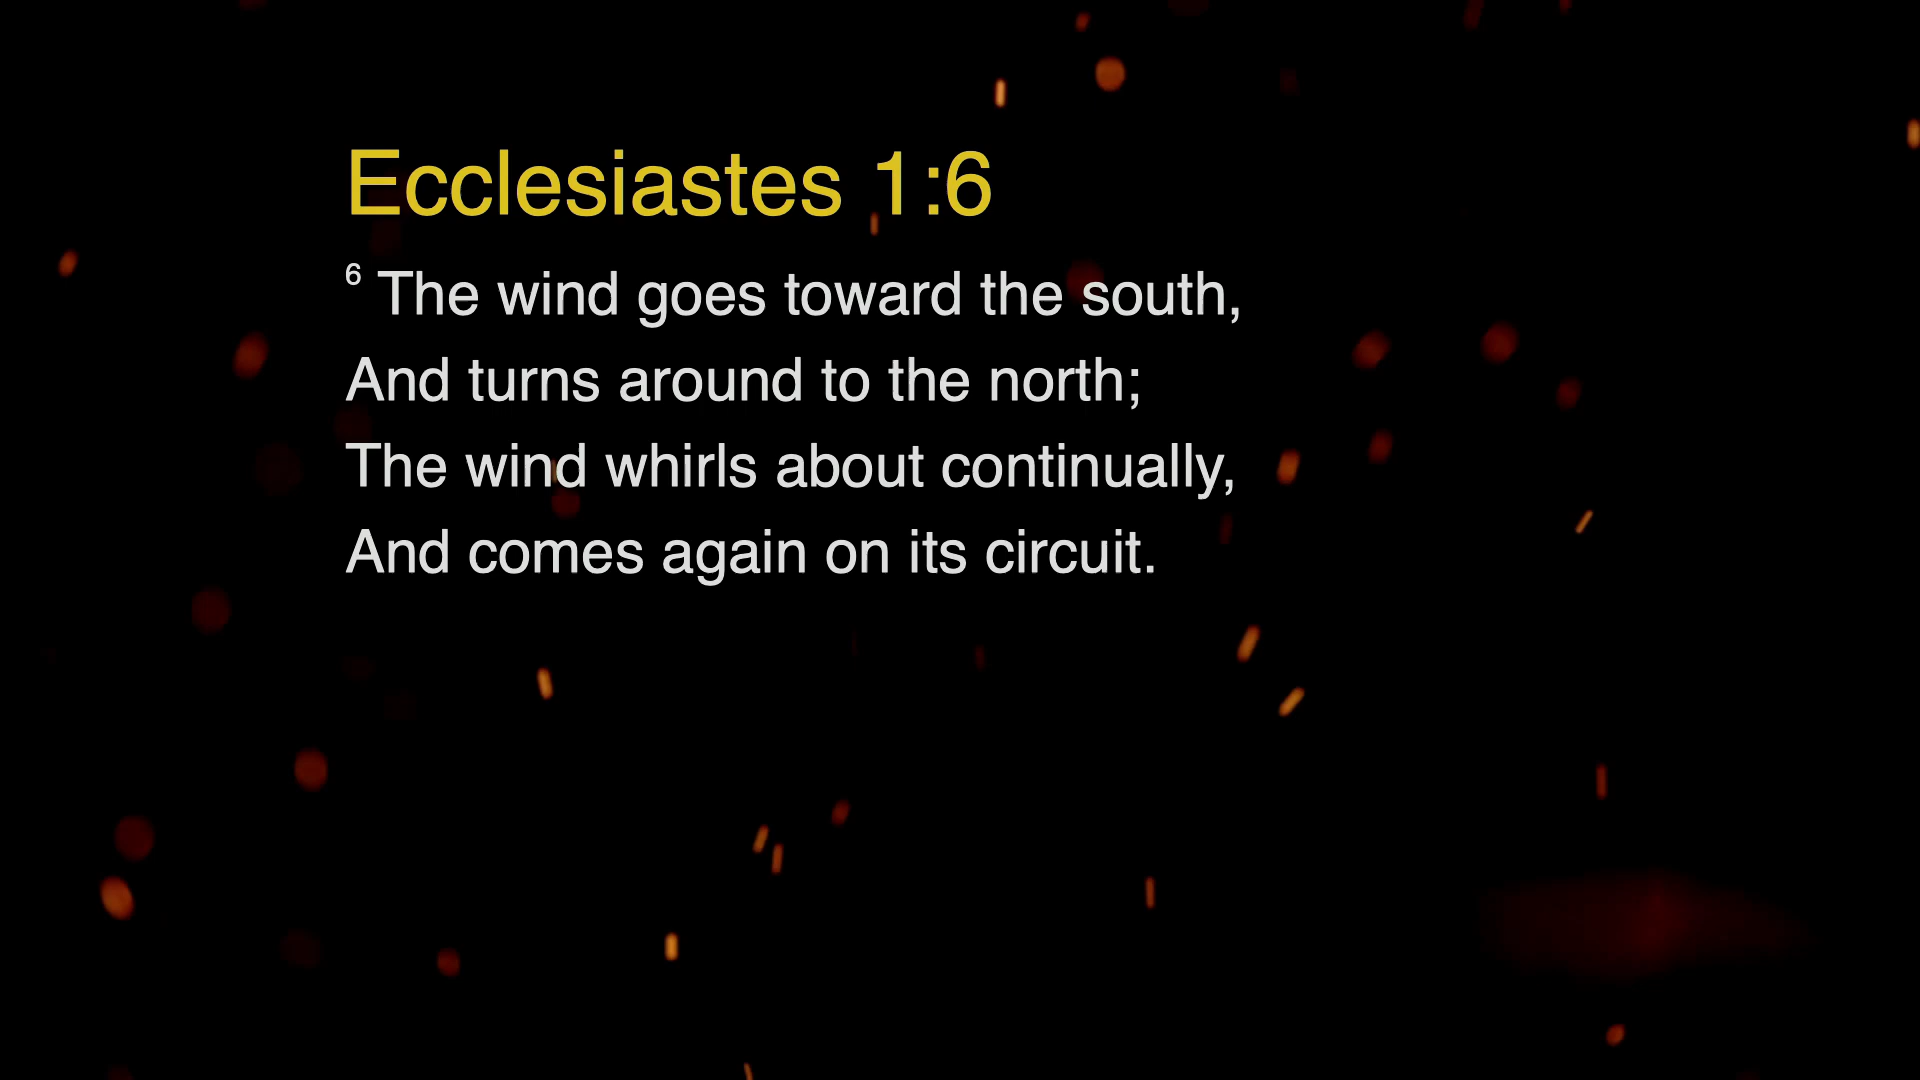 Ecclesiastes 1:6
6 The wind goes toward the south,
And turns around to the north;
The wind whirls about continually,
And comes again on its circuit.